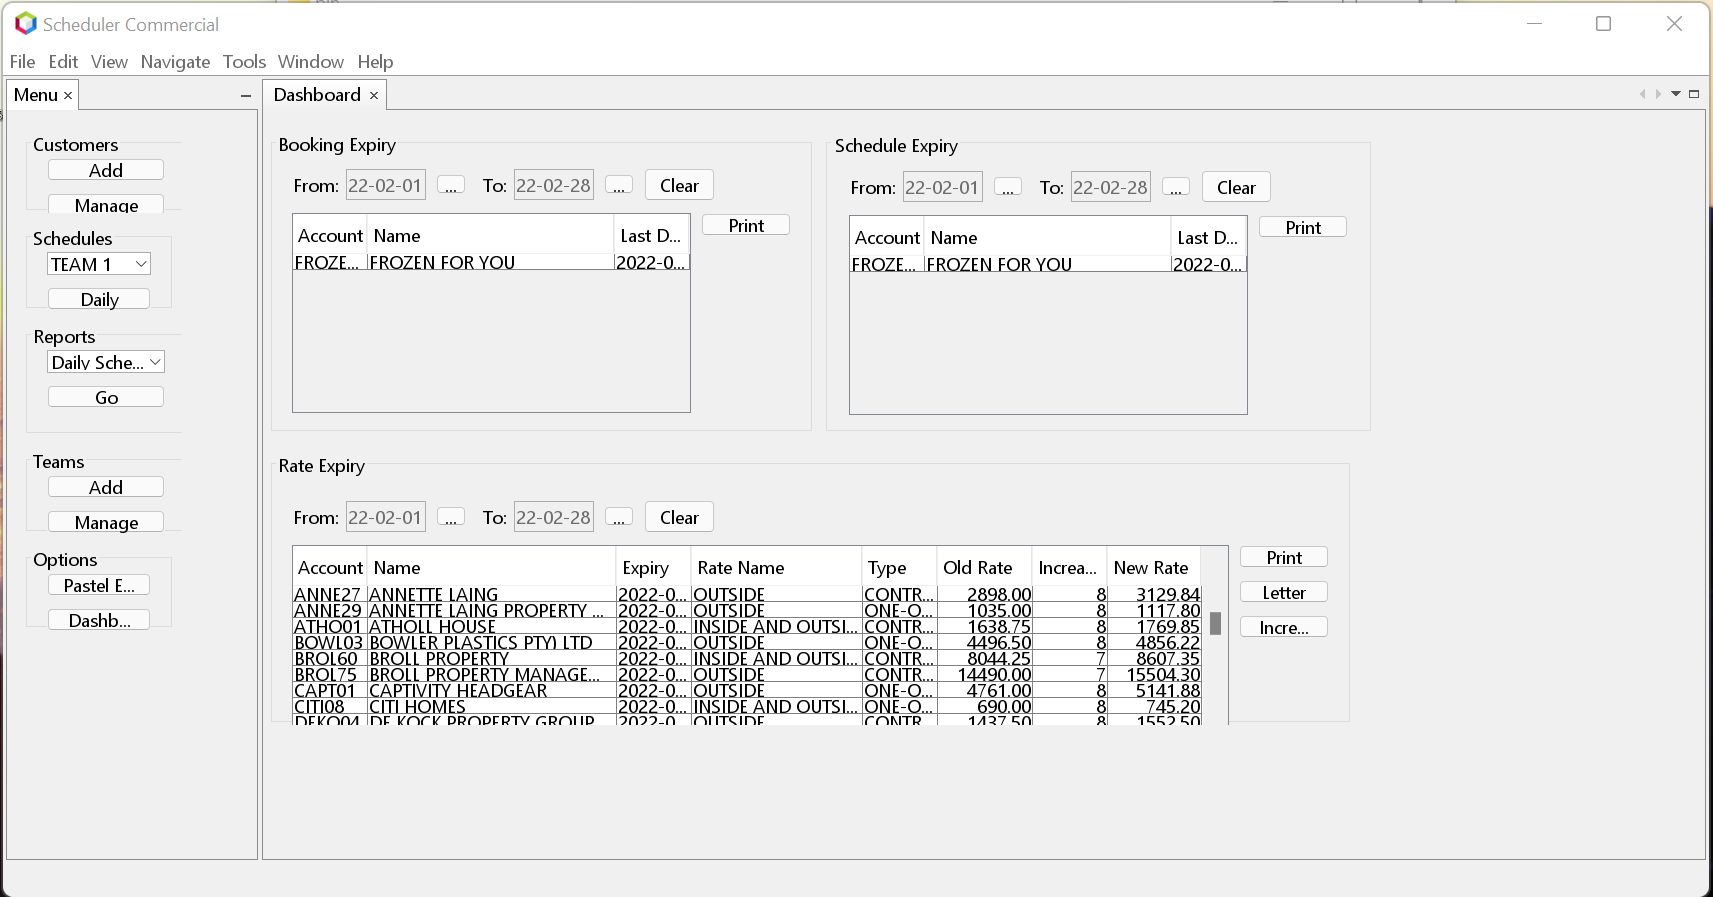 Scheduler Commercial
File Edit View Navigate Tools Window Help
Menu ×
Dashboard ×
Customers
Add
Manage
Schedules
TEAM 1
Daily
Reports
Daily Sche...
Go
Teams
Add
Manage
Options
Pastel E...
Dashb...
Booking Expiry
From: 22-02-01 ... To: 22-02-28 ... Clear
Account Name Last D...
FROZE... FROZEN FOR YOU 2022-0...
Print
Schedule Expiry
From: 22-02-01 ... To: 22-02-28 ... Clear
Account Name Last D...
FROZE... FROZEN FOR YOU 2022-0...
Print
Rate Expiry
From: 22-02-01 ... To: 22-02-28 ... Clear
Account Name Expiry Rate Name Type Old Rate Increa... New Rate
ANNE27 ANNETTE LAING 2022-0... OUTSIDE CONTR... 2898.00 8 3129.84
ANNE29 ANNETTE LAING PROPERTY ... 2022-0... OUTSIDE ONE-O... 1035.00 8 1117.80
ATHO01 ATHOLL HOUSE 2022-0... INSIDE AND OUTSI... CONTR... 1638.75 8 1769.85
BOWL03 BOWLER PLASTICS PTY) LTD 2022-0... OUTSIDE ONE-O... 4496.50 8 4856.22
BROL60 BROLL PROPERTY 2022-0... INSIDE AND OUTSI... CONTR... 8044.25 7 8607.35
BROL75 BROLL PROPERTY MANAGE... 2022-0... OUTSIDE CONTR... 14490.00 7 15504.30
CAPT01 CAPTIVITY HEADGEAR 2022-0... OUTSIDE ONE-O... 4761.00 8 5141.88
CITI08 CITI HOMES 2022-0... INSIDE AND OUTSI... ONE-O... 690.00 8 745.20
DEKO04 DE KOCK PROPERTY GROUP 2022-0... OUTSIDE CONTR... 1437.50 8 1552.50
Print
Letter
Incre...